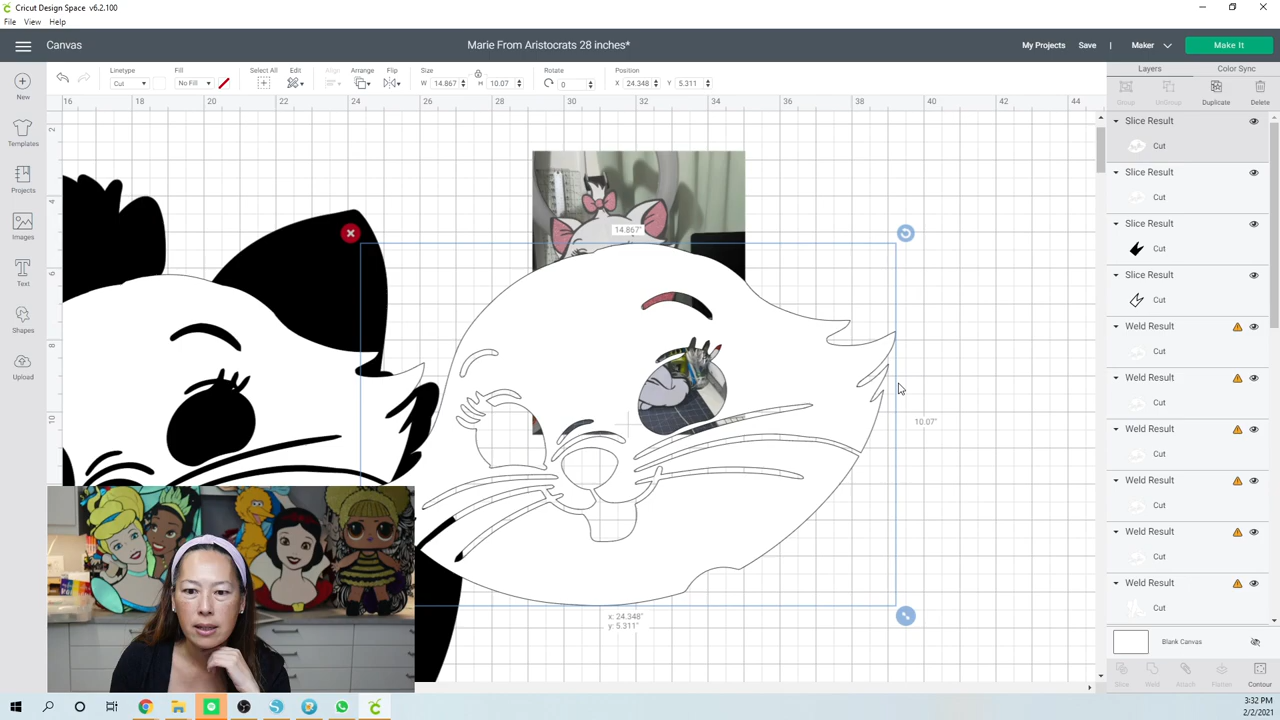 Cricut Design Space v6.2.100
File View Help
Canvas
Marie From Aristocrats 28 inches*
My Projects Save | Maker Make It
New
Templates
Projects
Images
Text
Shapes
Upload
Linetype
Cut
Fill
No Fill
Select All
Edit
Align
Arrange
Flip
Size
W 14.867
H 10.07
Rotate
0
Position
X 24.348
Y 5.311
Layers Color Sync
Group UnGroup Duplicate Delete
16 18 20 22 24 26 28 30 32 34 36 38 40 42 44
2
4
6
8
10
14.867"
10.07"
x: 24.348"
y: 5.311"
Slice Result
Cut
Slice Result
Cut
Slice Result
Cut
Slice Result
Cut
Weld Result
Cut
Weld Result
Cut
Weld Result
Cut
Weld Result
Cut
Weld Result
Cut
Weld Result
Cut
Blank Canvas
Slice Weld Attach Flatten Contour
3:32 PM
2/2/2021